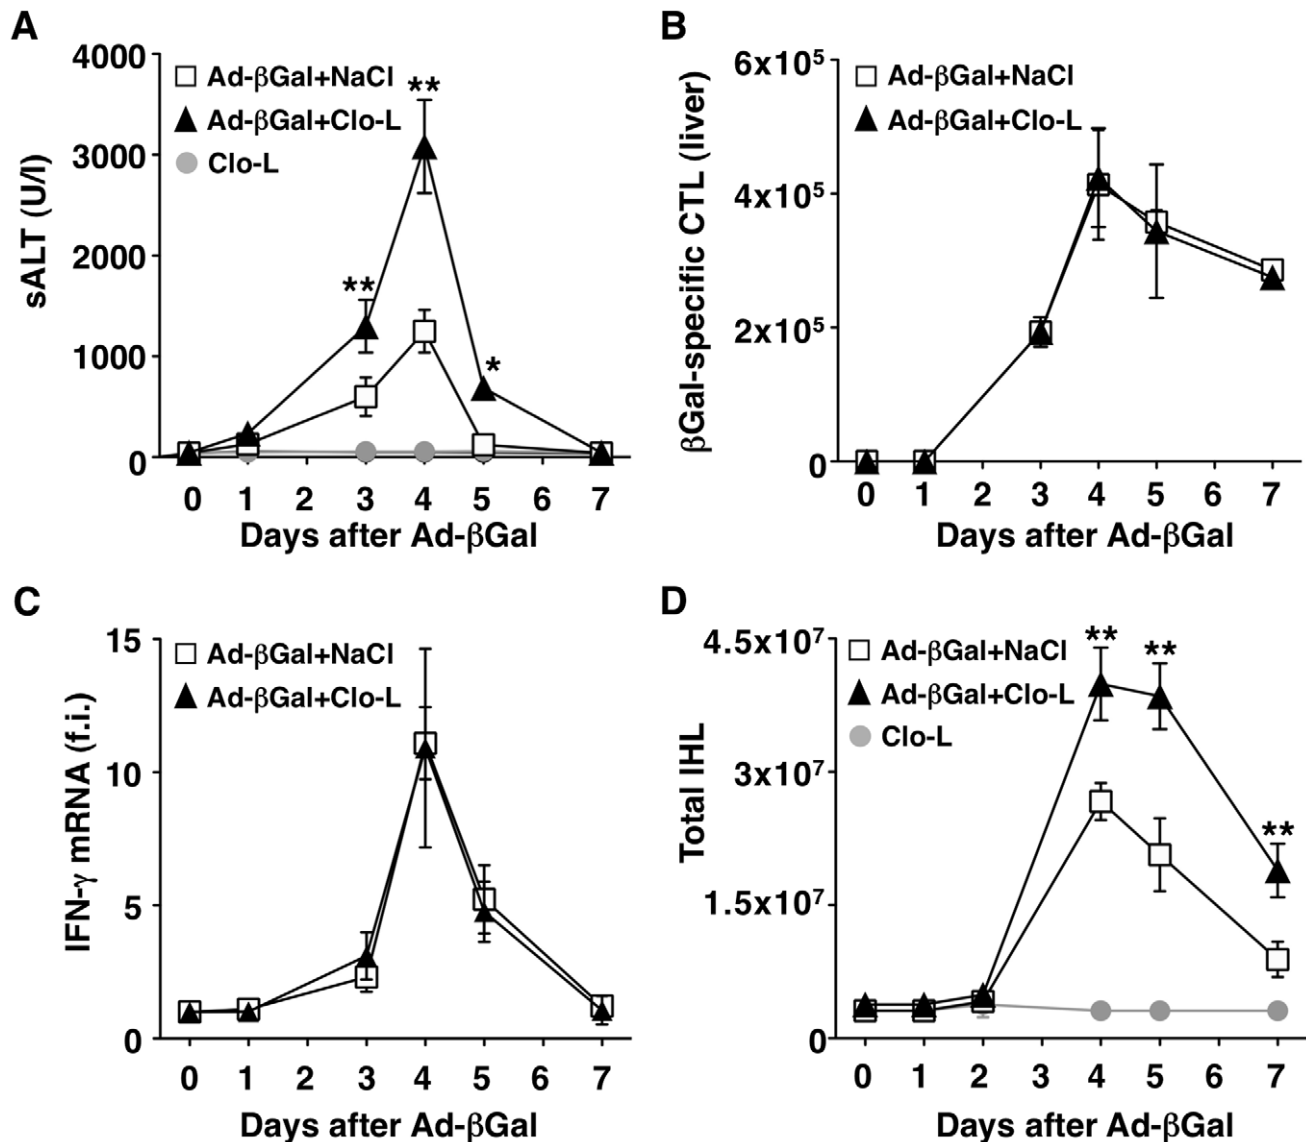 A
sALT (U/l)
4000
3000
2000
1000
0
Ad-βGal+NaCl
Ad-βGal+Clo-L
Clo-L
**
**
*
0 1 2 3 4 5 6 7
Days after Ad-βGal
B
βGal-specific CTL (liver)
6x10⁵
4x10⁵
2x10⁵
0
Ad-βGal+NaCl
Ad-βGal+Clo-L
0 1 2 3 4 5 6 7
Days after Ad-βGal
C
IFN-γ mRNA (f.i.)
15
10
5
0
Ad-βGal+NaCl
Ad-βGal+Clo-L
0 1 2 3 4 5 6 7
Days after Ad-βGal
D
Total IHL
4.5x10⁷
3x10⁷
1.5x10⁷
0
Ad-βGal+NaCl
Ad-βGal+Clo-L
Clo-L
**
**
**
0 1 2 3 4 5 6 7
Days after Ad-βGal